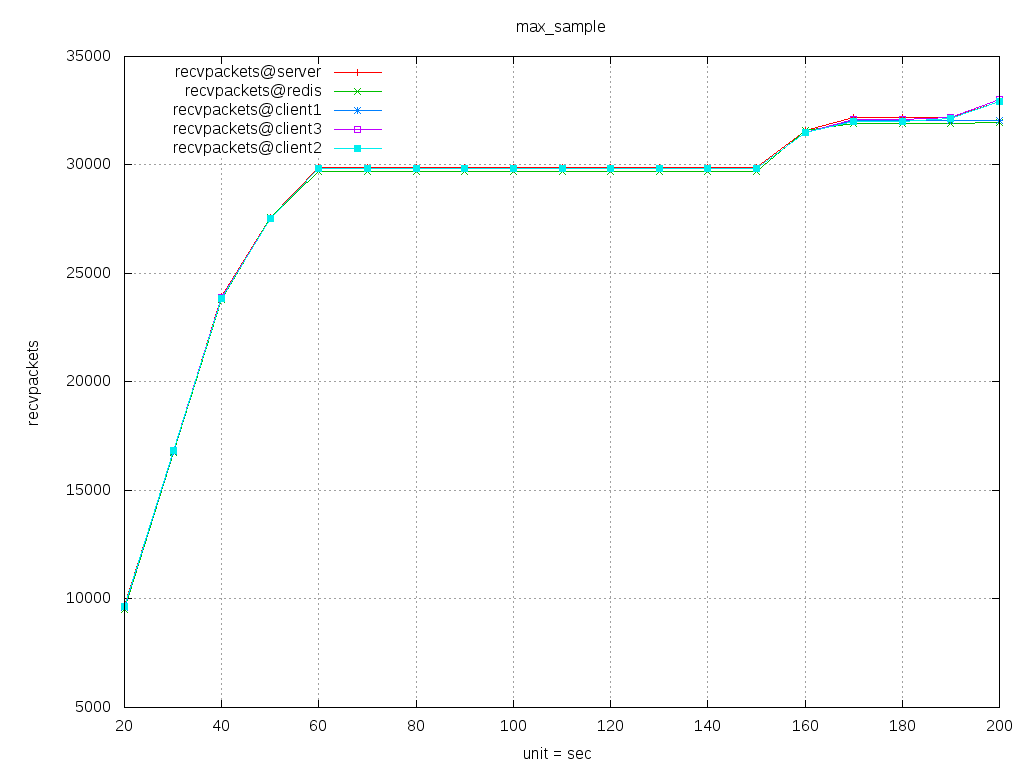 max_sample
35000
30000
25000
20000
15000
10000
5000
recvpackets
recvpackets@server
recvpackets@redis
recvpackets@client1
recvpackets@client3
recvpackets@client2
20 40 60 80 100 120 140 160 180 200
unit = sec